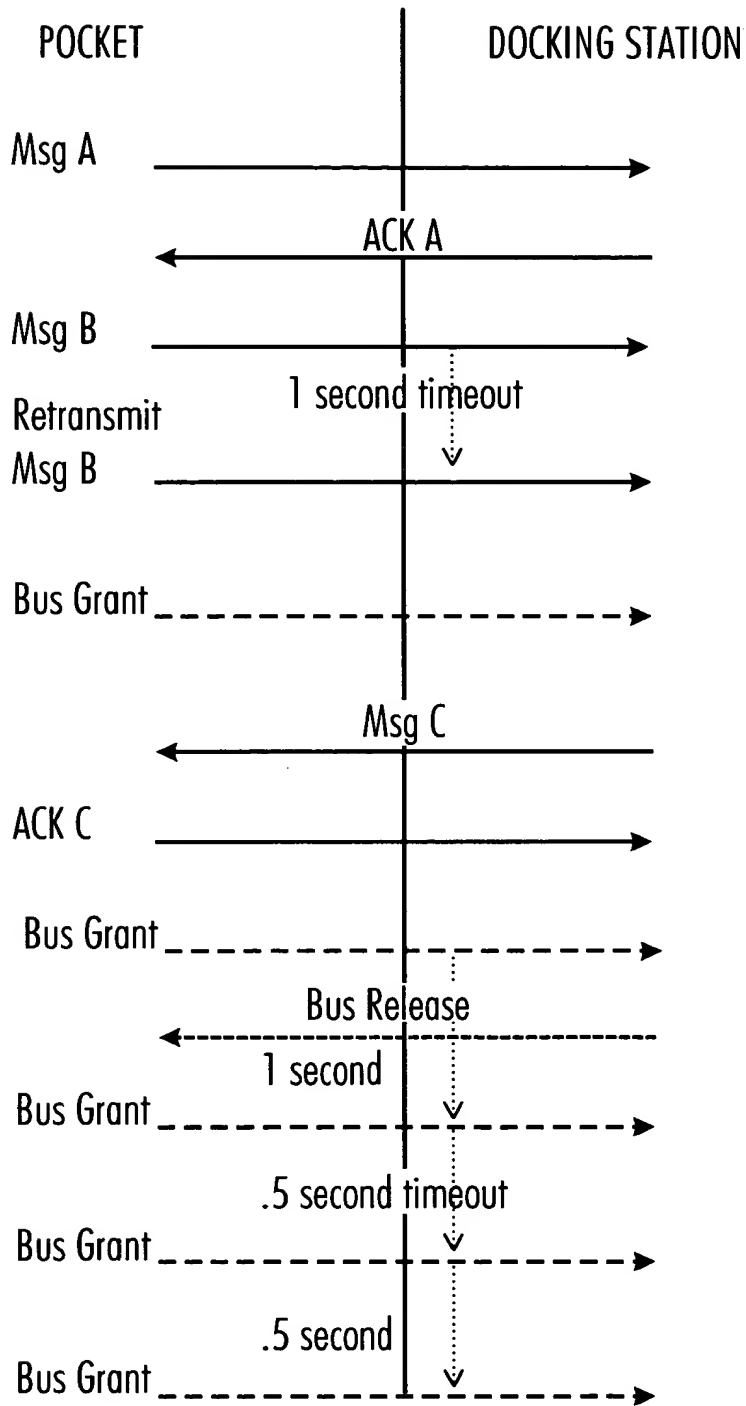 POCKET
DOCKING STATION
Msg A
ACK A
Msg B
1 second timeout
Retransmit
Msg B
Bus Grant
Msg C
ACK C
Bus Grant
Bus Release
1 second
Bus Grant
.5 second timeout
Bus Grant
.5 second
Bus Grant